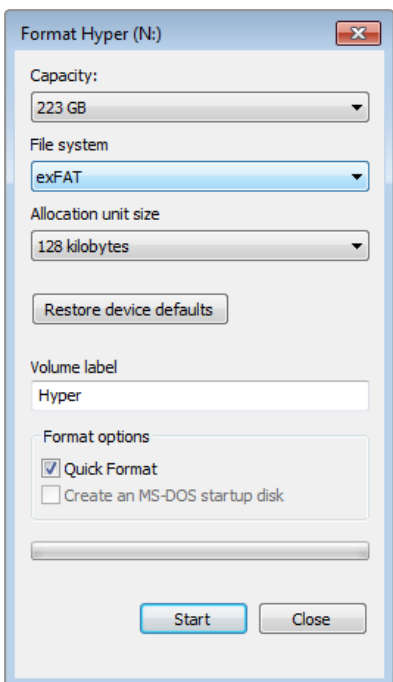 Format Hyper (N:)
Capacity:
223 GB
File system
exFAT
Allocation unit size
128 kilobytes
Restore device defaults
Volume label
Hyper
Format options
Quick Format
Create an MS-DOS startup disk
Start Close